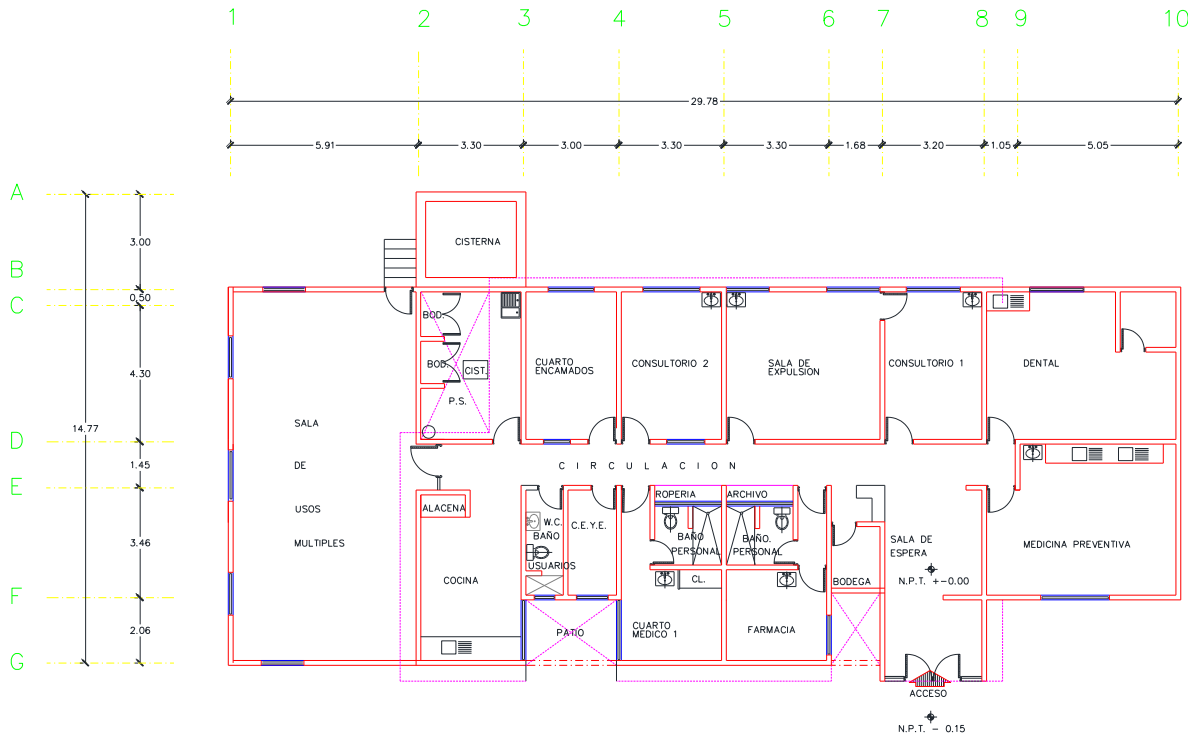 1 2 3 4 5 6 7 8 9 10
29.78
5.91 3.30 3.00 3.30 3.30 1.68 3.20 1.05 5.05
A
B
C
D
E
F
G
3.00
0.50
4.30
14.77
1.45
3.46
2.06
CISTERNA
BOD.
BOD.
CIST.
P.S.
CUARTO
ENCAMADOS
CONSULTORIO 2
SALA DE
EXPULSION
CONSULTORIO 1
DENTAL
SALA
DE
USOS
MULTIPLES
CIRCULACION
ALACENA
COCINA
W.C.
BAÑO
USUARIOS
C.E.Y.E.
ROPERIA
ARCHIVO
BAÑO
PERSONAL
BAÑO.
PERSONAL
CL.
CUARTO
MEDICO 1
FARMACIA
PATIO
BODEGA
SALA DE
ESPERA
N.P.T. +-0.00
MEDICINA PREVENTIVA
ACCESO
N.P.T. - 0.15